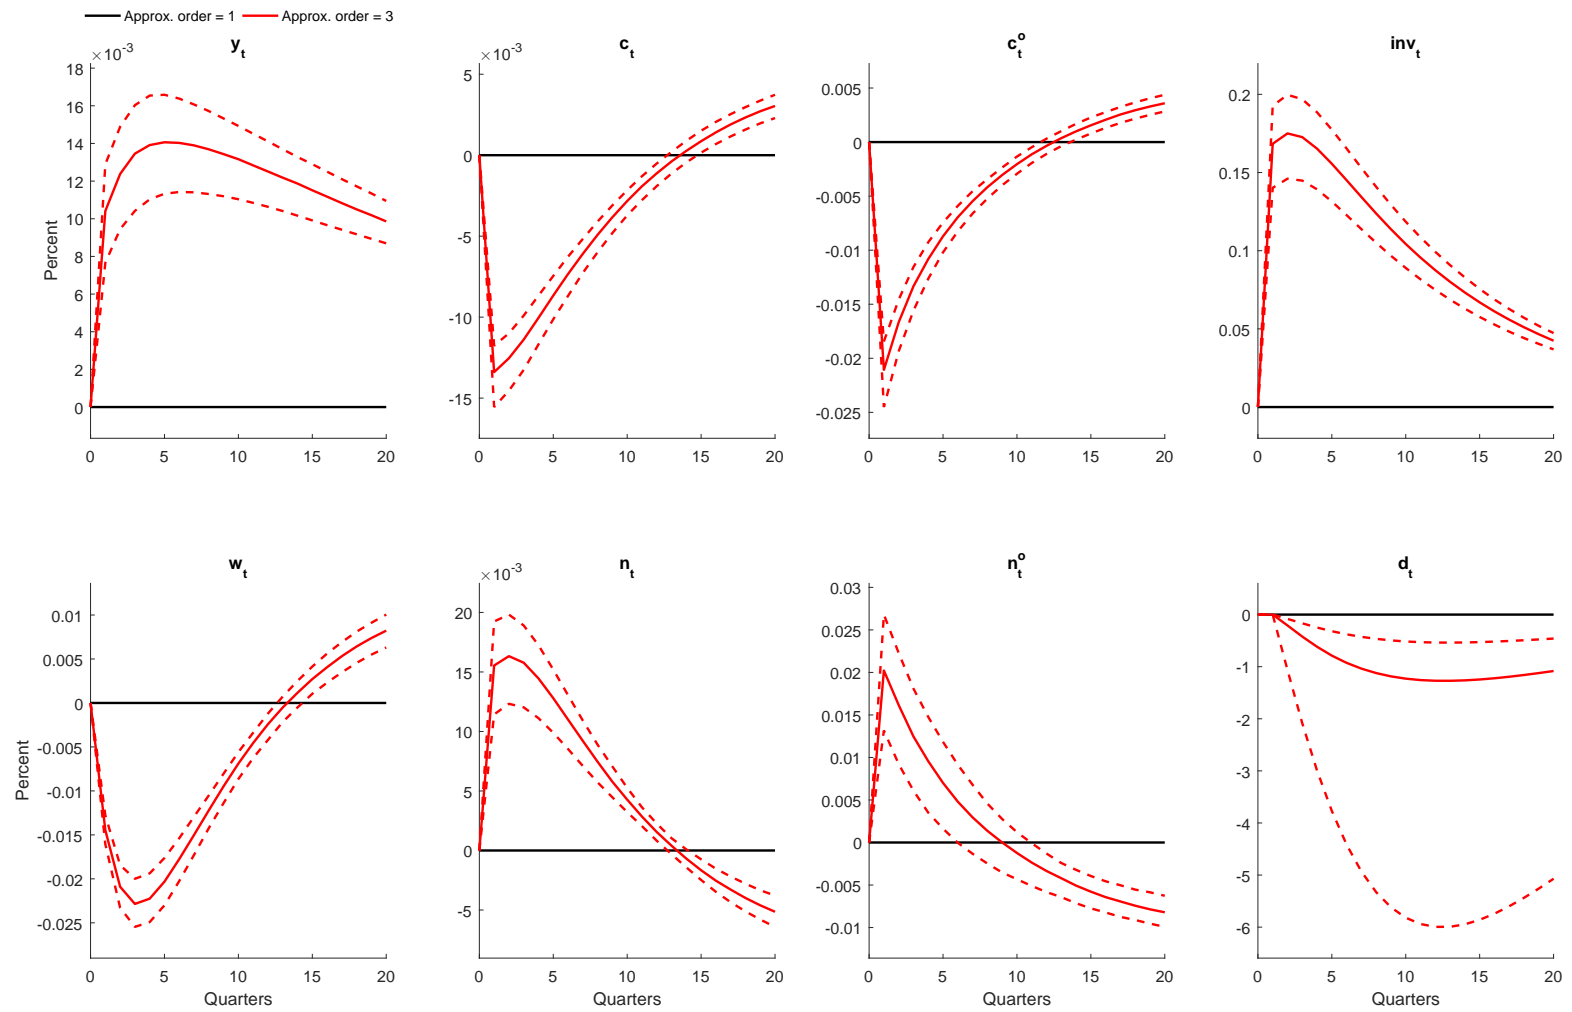 Approx. order = 1 Approx. order = 3
y_t c_t c_t^o inv_t
×10^-3 ×10^-3
18 16 14 12 10 8 6 4 2 0
Percent
0 5 10 15 20
5 0 -5 -10 -15
0 5 10 15 20
0.005 0 -0.005 -0.01 -0.015 -0.02 -0.025
0 5 10 15 20
0.2 0.15 0.1 0.05 0
0 5 10 15 20
w_t n_t n_t^o d_t
×10^-3
0.01 0.005 0 -0.005 -0.01 -0.015 -0.02 -0.025
Percent
0 5 10 15 20
Quarters
20 15 10 5 0 -5
0 5 10 15 20
Quarters
0.03 0.025 0.02 0.015 0.01 0.005 0 -0.005 -0.01
0 5 10 15 20
Quarters
0 -1 -2 -3 -4 -5 -6
0 5 10 15 20
Quarters